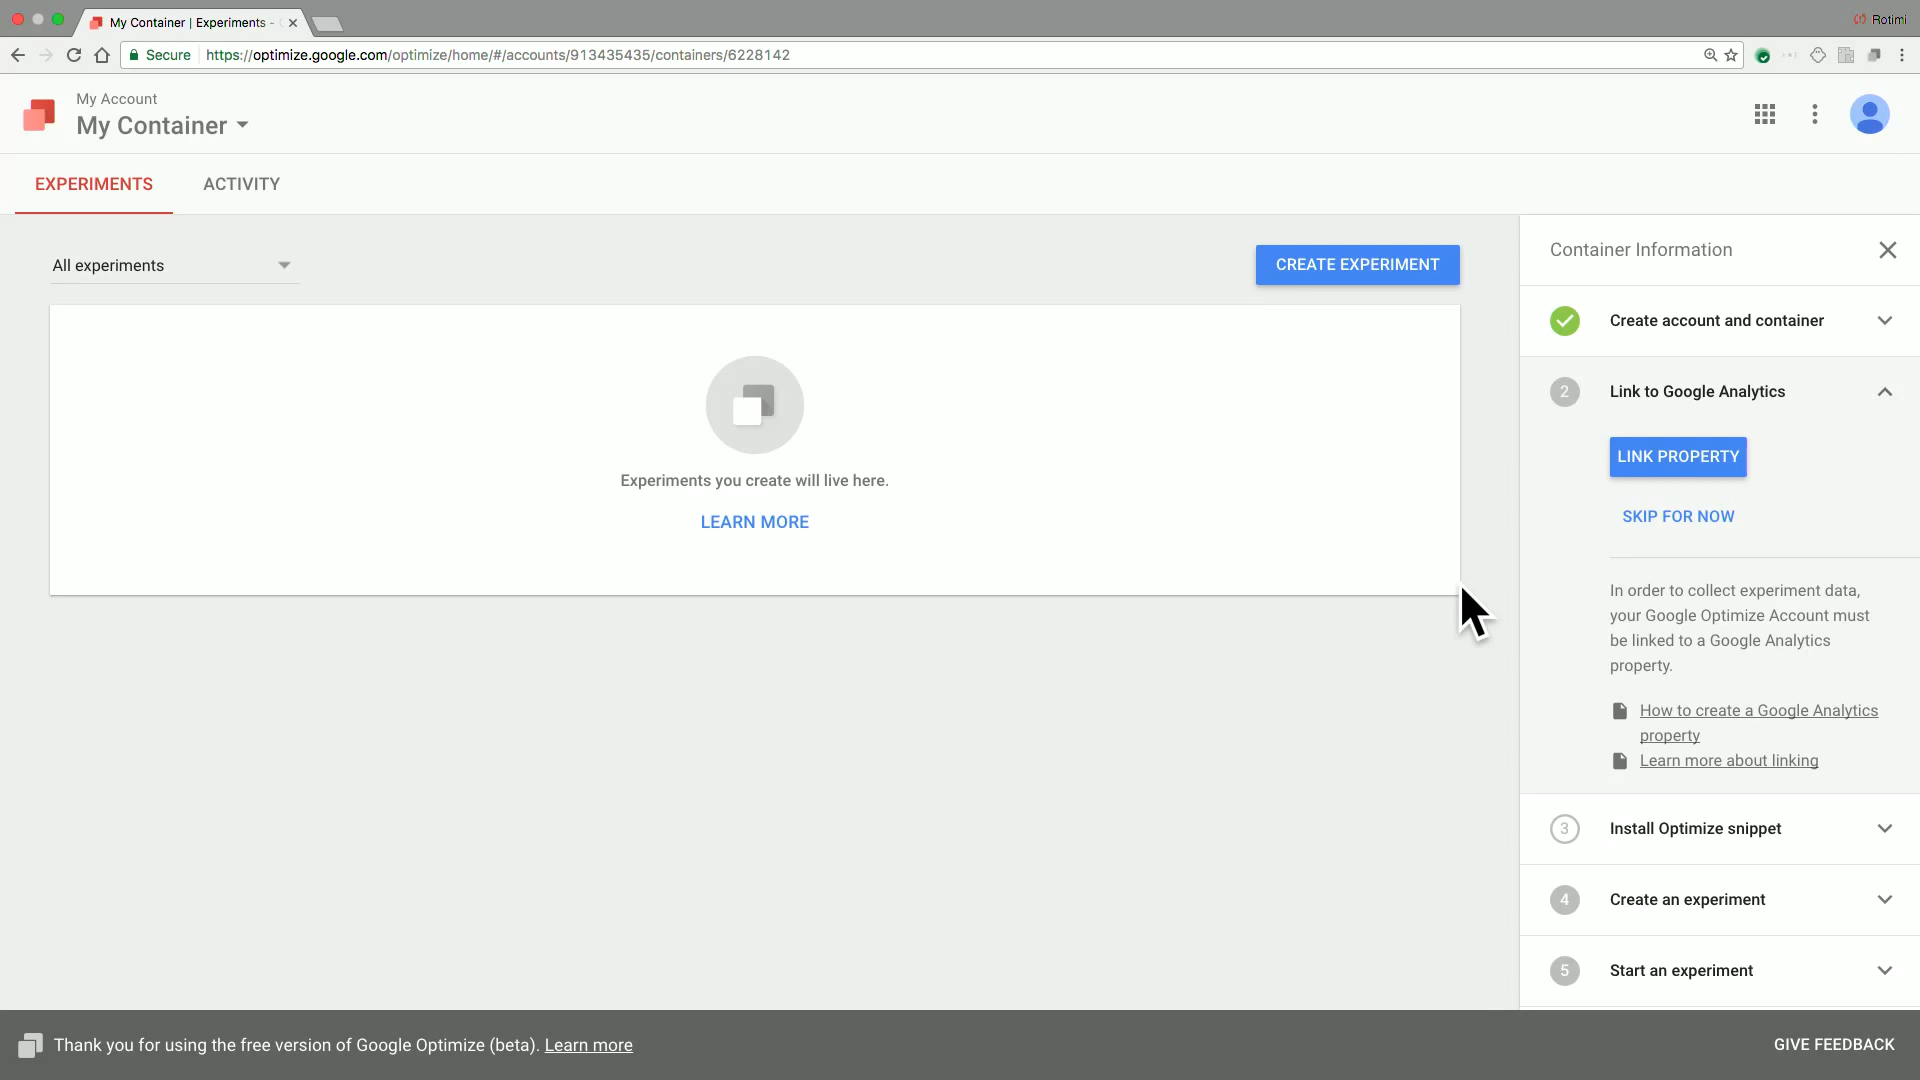 My Container | Experiments -
Rotimi
Secure
https://optimize.google.com/optimize/home/#/accounts/913435435/containers/6228142
My Account
My Container
EXPERIMENTS
ACTIVITY
All experiments
CREATE EXPERIMENT
Experiments you create will live here.
LEARN MORE
Container Information
Create account and container
2
Link to Google Analytics
LINK PROPERTY
SKIP FOR NOW
In order to collect experiment data,
your Google Optimize Account must
be linked to a Google Analytics
property.
How to create a Google Analytics
property
Learn more about linking
3
Install Optimize snippet
4
Create an experiment
5
Start an experiment
Thank you for using the free version of Google Optimize (beta). Learn more
GIVE FEEDBACK